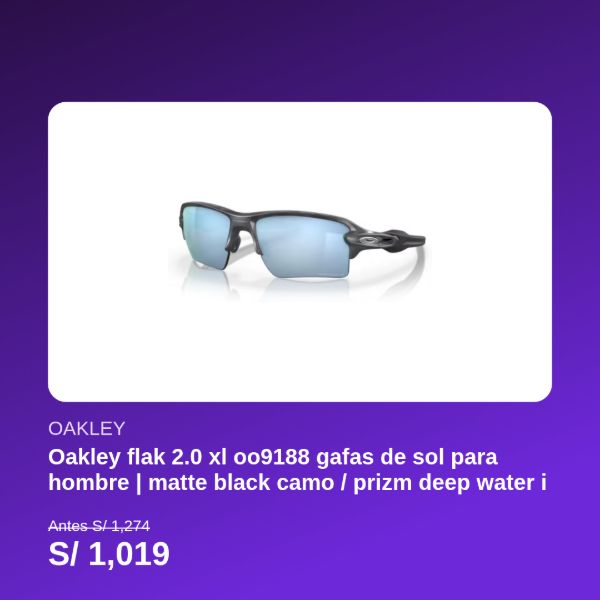 OAKLEY
Oakley flak 2.0 xl oo9188 gafas de sol para
hombre | matte black camo / prizm deep water i
Antes S/ 1,274
S/ 1,019